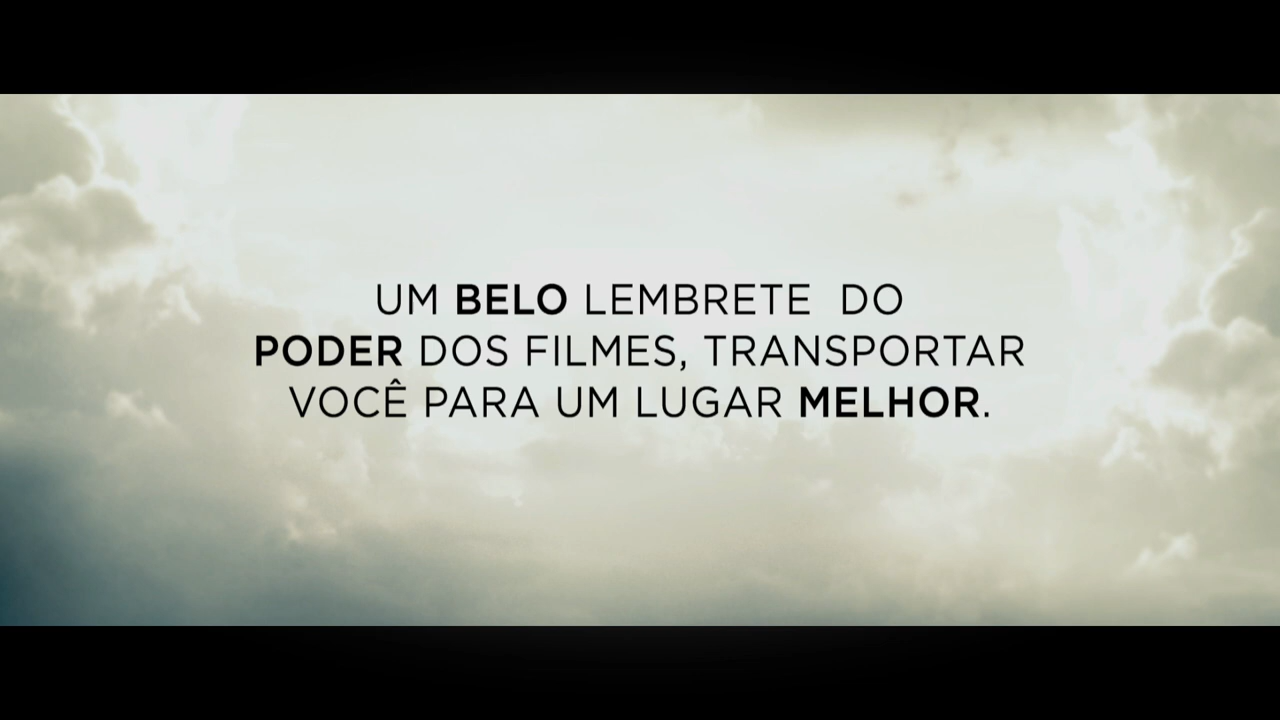 UM BELO LEMBRETE DO
PODER DOS FILMES, TRANSPORTAR
VOCÊ PARA UM LUGAR MELHOR.